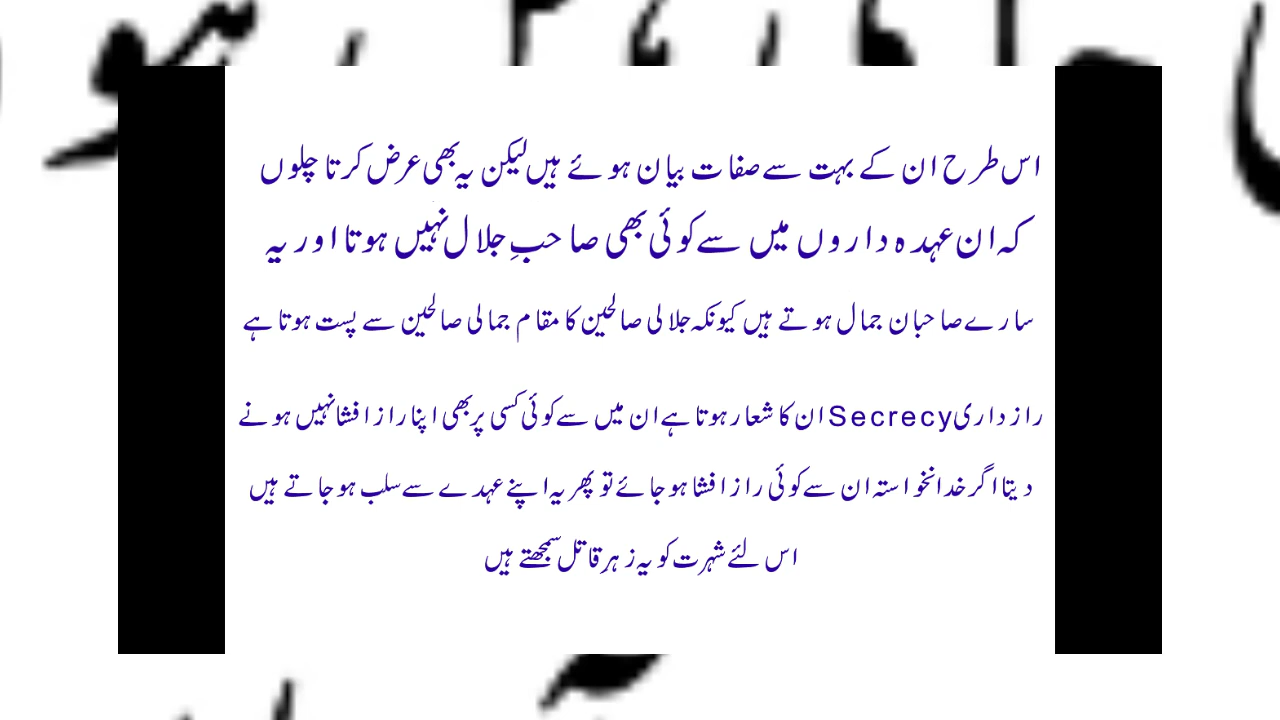 اس طرح ان کے بہت سے صفات بیان ہوئے ہیں لیکن یہ بھی عرض کرتا چلوں
کہ ان عہدہ داروں میں سے کوئی بھی صاحبِ جلال نہیں ہوتا اور یہ
سارے صاحبان جمال ہوتے ہیں کیونکہ جلالی صالحین کا مقام جمالی صالحین سے پست ہوتا ہے
راز داری Secrecy ان کا شعار ہوتا ہے ان میں سے کوئی کسی پر بھی اپنا راز افشا نہیں ہونے
دیتا اگر خدانخواستہ ان سے کوئی راز افشا ہو جائے تو پھر یہ اپنے عہدے سے سلب ہو جاتے ہیں
اس لئے شہرت کو یہ زہر قاتل سمجھتے ہیں